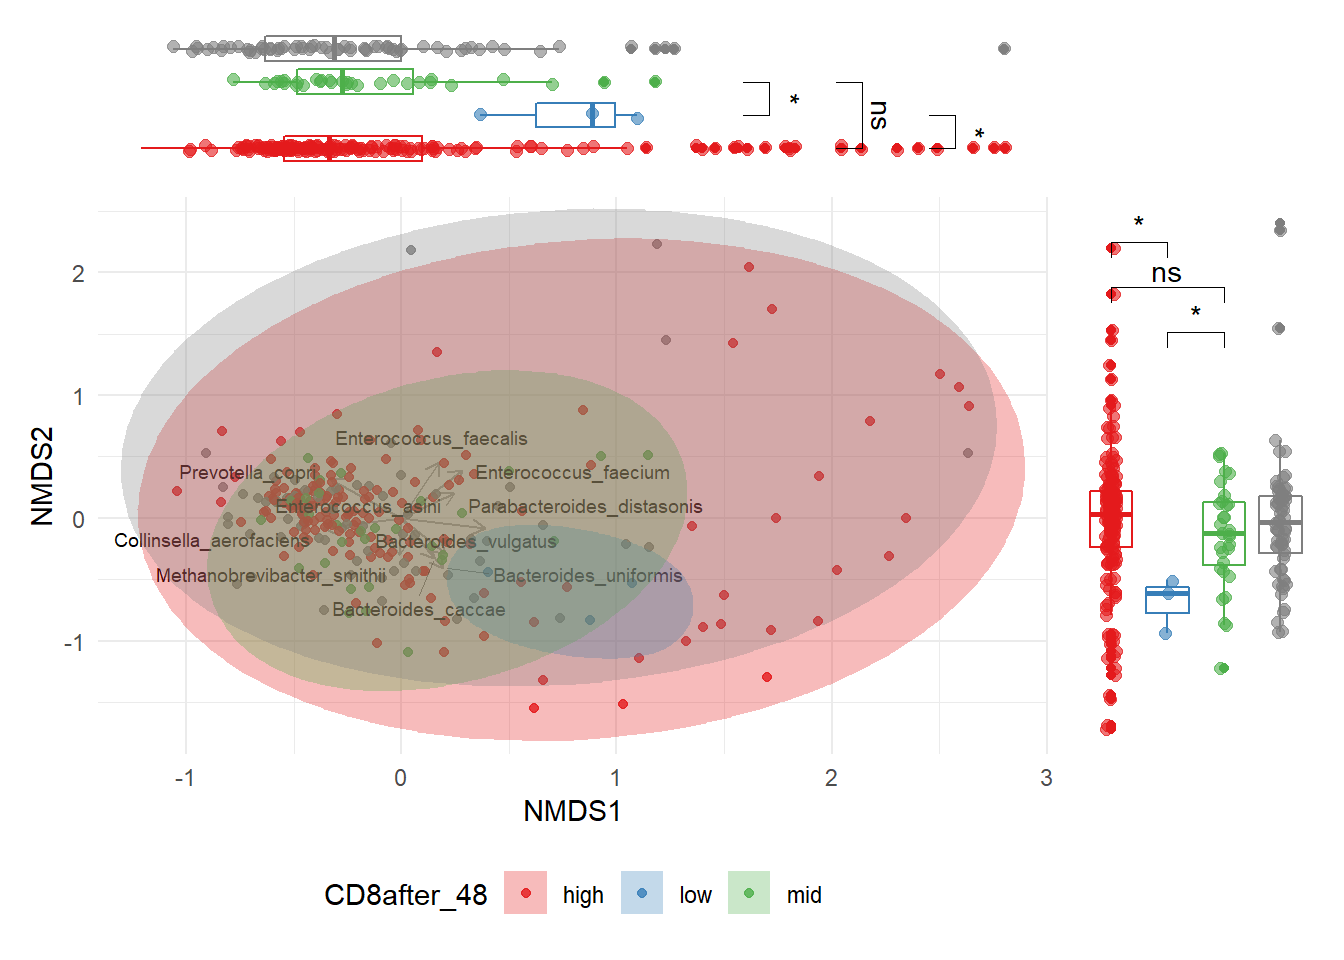 *
ns
*
*
ns
*
2
1
0
-1
NMDS2
Enterococcus_faecalis
Prevotella_copri
Enterococcus_faecium
Enterococcus_asini
Parabacteroides_distasonis
Collinsella_aerofaciens
Bacteroides_vulgatus
Methanobrevibacter_smithii
Bacteroides_uniformis
Bacteroides_caccae
-1 0 1 2 3
NMDS1
CD8after_48 high low mid